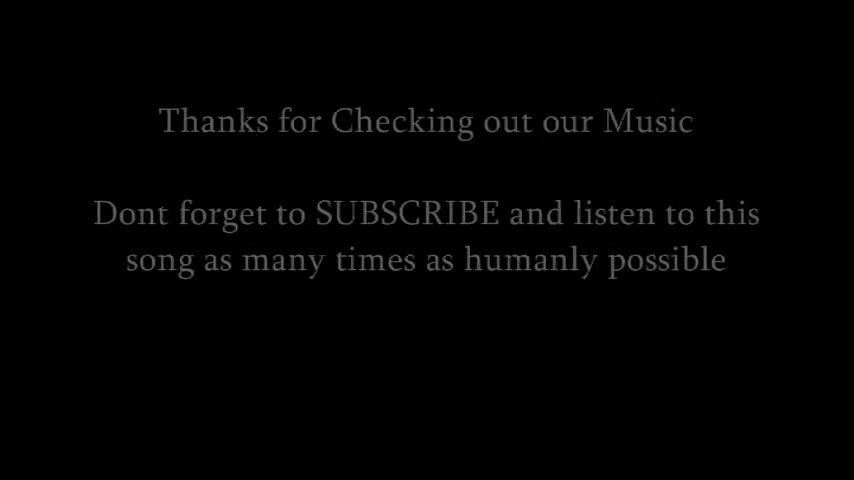 Thanks for Checking out our Music
Dont forget to SUBSCRIBE and listen to this
song as many times as humanly possible